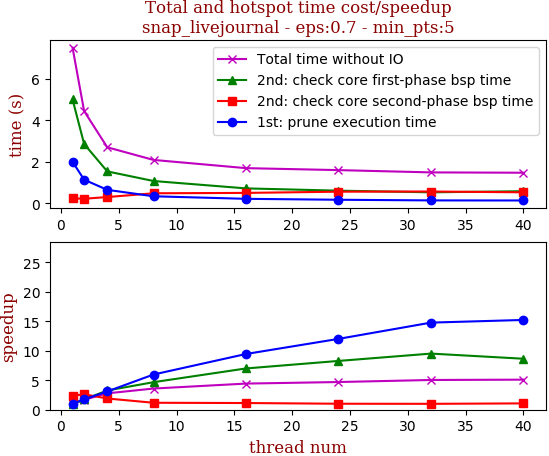 Total and hotspot time cost/speedup
snap_livejournal - eps:0.7 - min_pts:5
time (s)
6
4
2
0
Total time without IO
2nd: check core first-phase bsp time
2nd: check core second-phase bsp time
1st: prune execution time
0 5 10 15 20 25 30 35 40
speedup
25
20
15
10
5
0
0 5 10 15 20 25 30 35 40
thread num